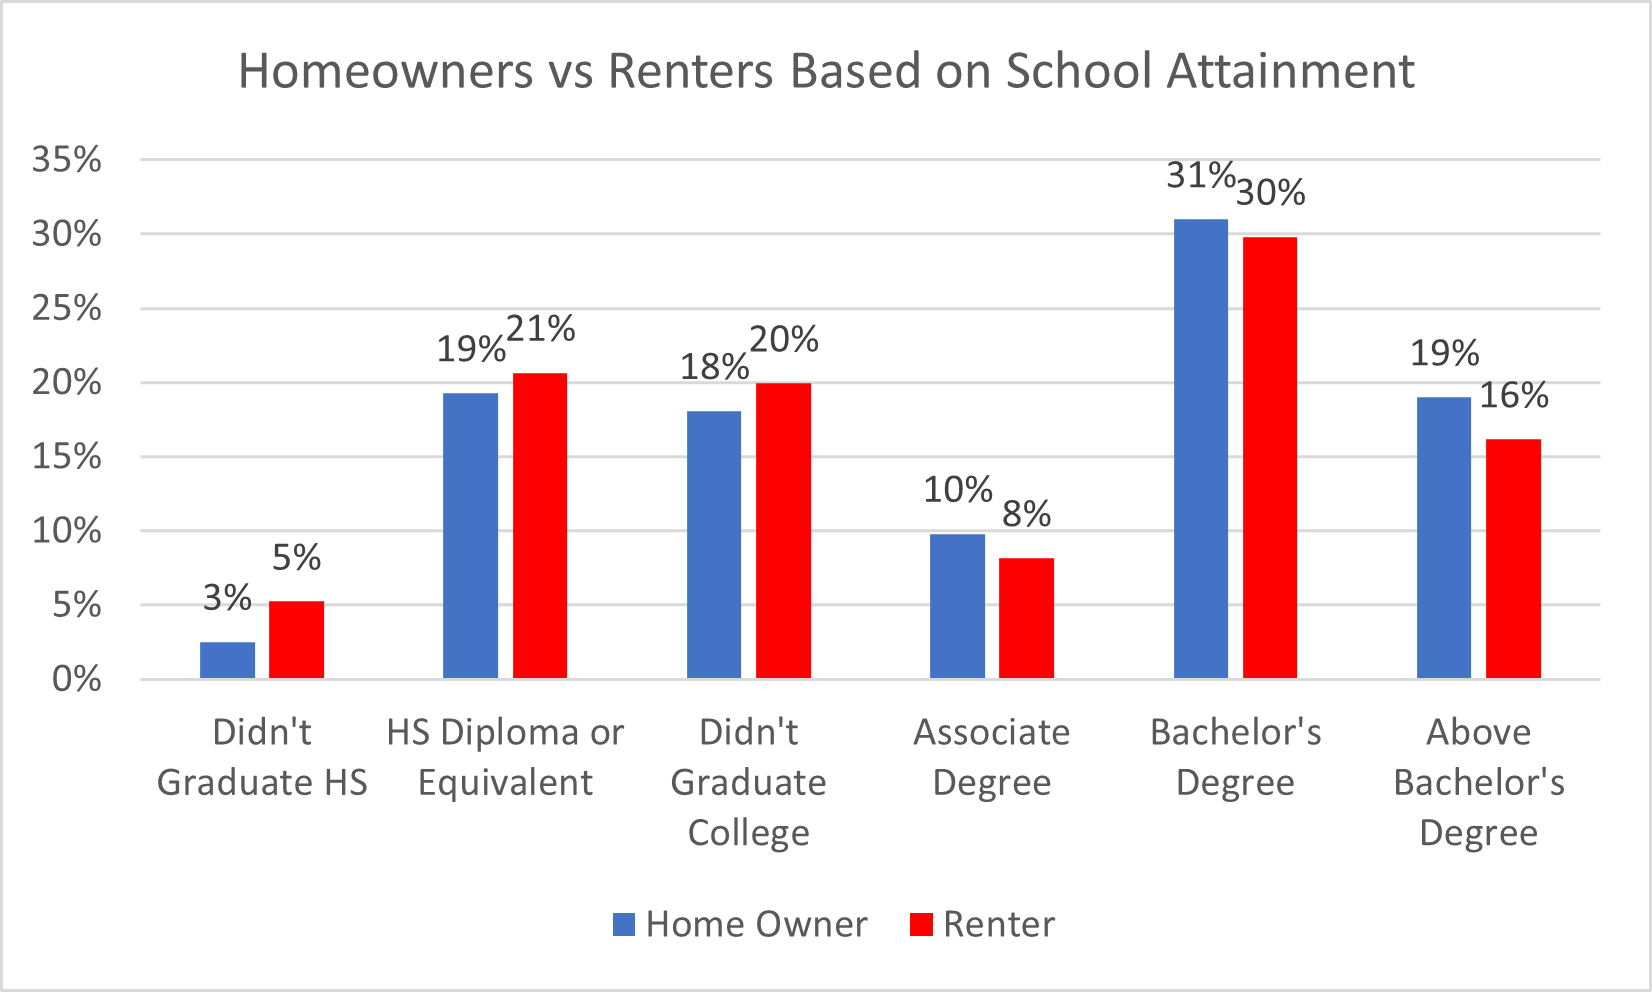 Homeowners vs Renters Based on School Attainment
35%
30%
25%
20%
15%
10%
5%
0%
3%
5%
19%
21%
18%
20%
10%
8%
31%
30%
19%
16%
Didn't
Graduate HS
HS Diploma or
Equivalent
Didn't
Graduate
College
Associate
Degree
Bachelor's
Degree
Above
Bachelor's
Degree
Home Owner
Renter